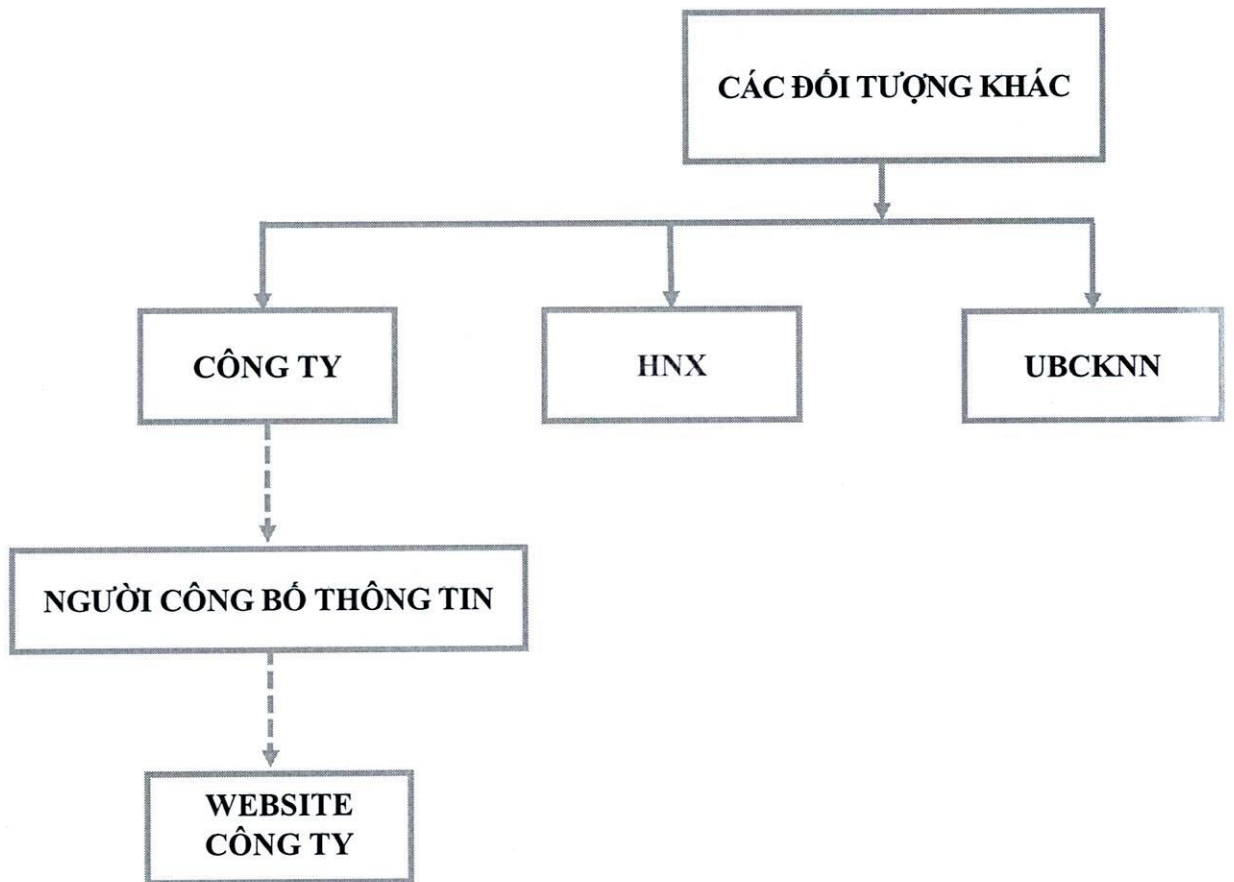 CÁC ĐỐI TƯỢNG KHÁC
CÔNG TY
HNX
UBCKNN
NGƯỜI CÔNG BỐ THÔNG TIN
WEBSITE
CÔNG TY